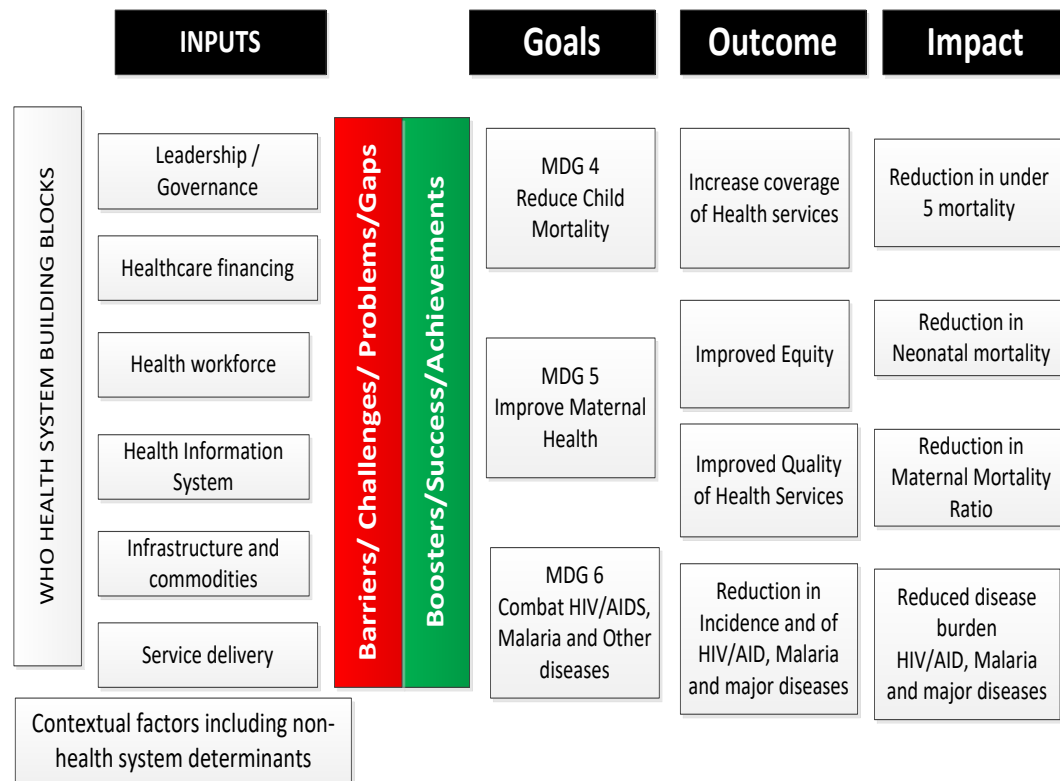 INPUTS
Goals
Outcome
Impact
WHO HEALTH SYSTEM BUILDING BLOCKS
Leadership /
Governance
Healthcare financing
Health workforce
Health Information
System
Infrastructure and
commodities
Service delivery
Contextual factors including non-
health system determinants
Barriers/ Challenges/ Problems/Gaps
Boosters/Success/Achievements
MDG 4
Reduce Child
Mortality
MDG 5
Improve Maternal
Health
MDG 6
Combat HIV/AIDS,
Malaria and Other
diseases
Increase coverage
of Health services
Improved Equity
Improved Quality
of Health Services
Reduction in
Incidence and of
HIV/AID, Malaria
and major diseases
Reduction in under
5 mortality
Reduction in
Neonatal mortality
Reduction in
Maternal Mortality
Ratio
Reduced disease
burden
HIV/AID, Malaria
and major diseases